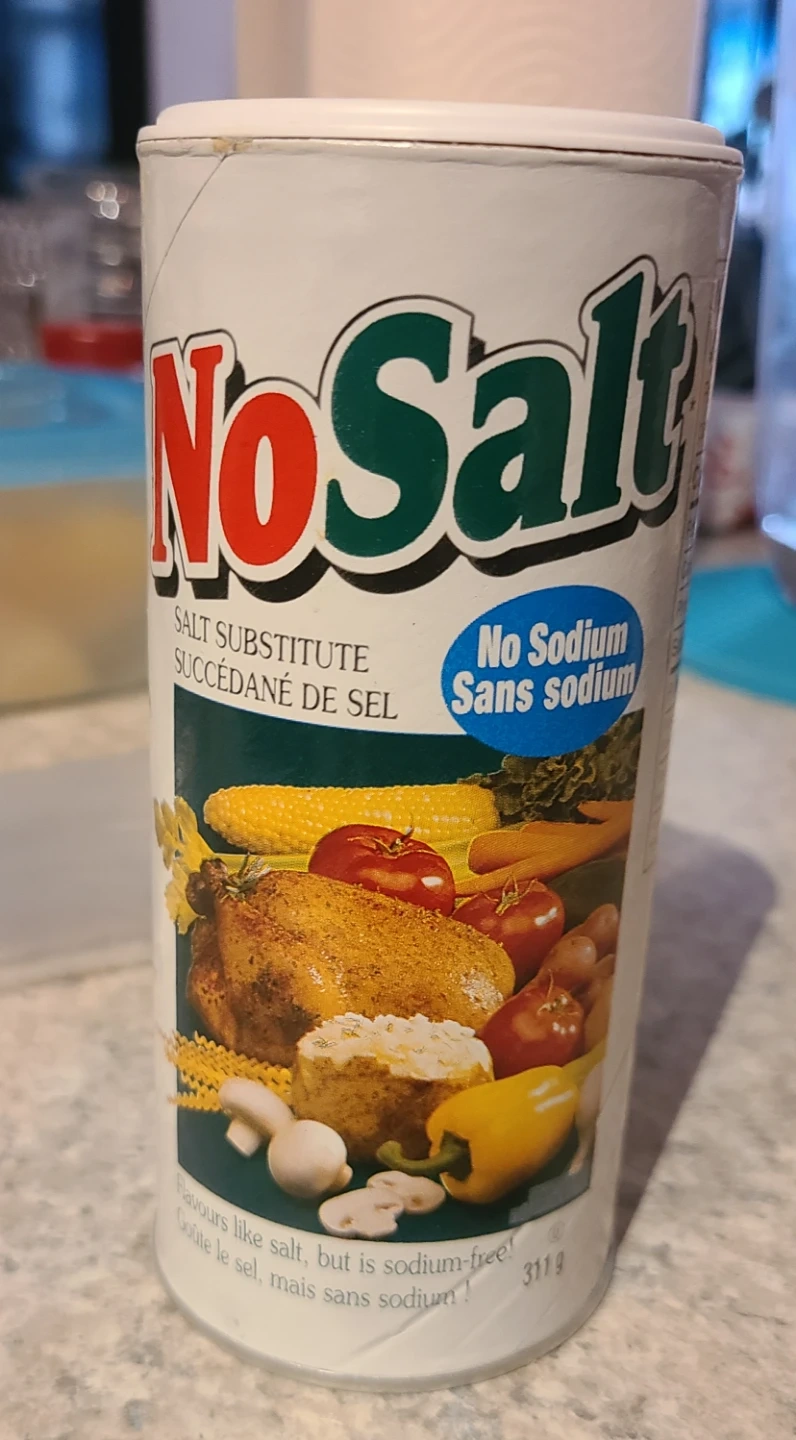 NoSalt
SALT SUBSTITUTE
SUCCÉDANÉ DE SEL
No Sodium
Sans sodium
Flavours like salt, but is sodium-free!
Goûte le sel, mais sans sodium !
311 g